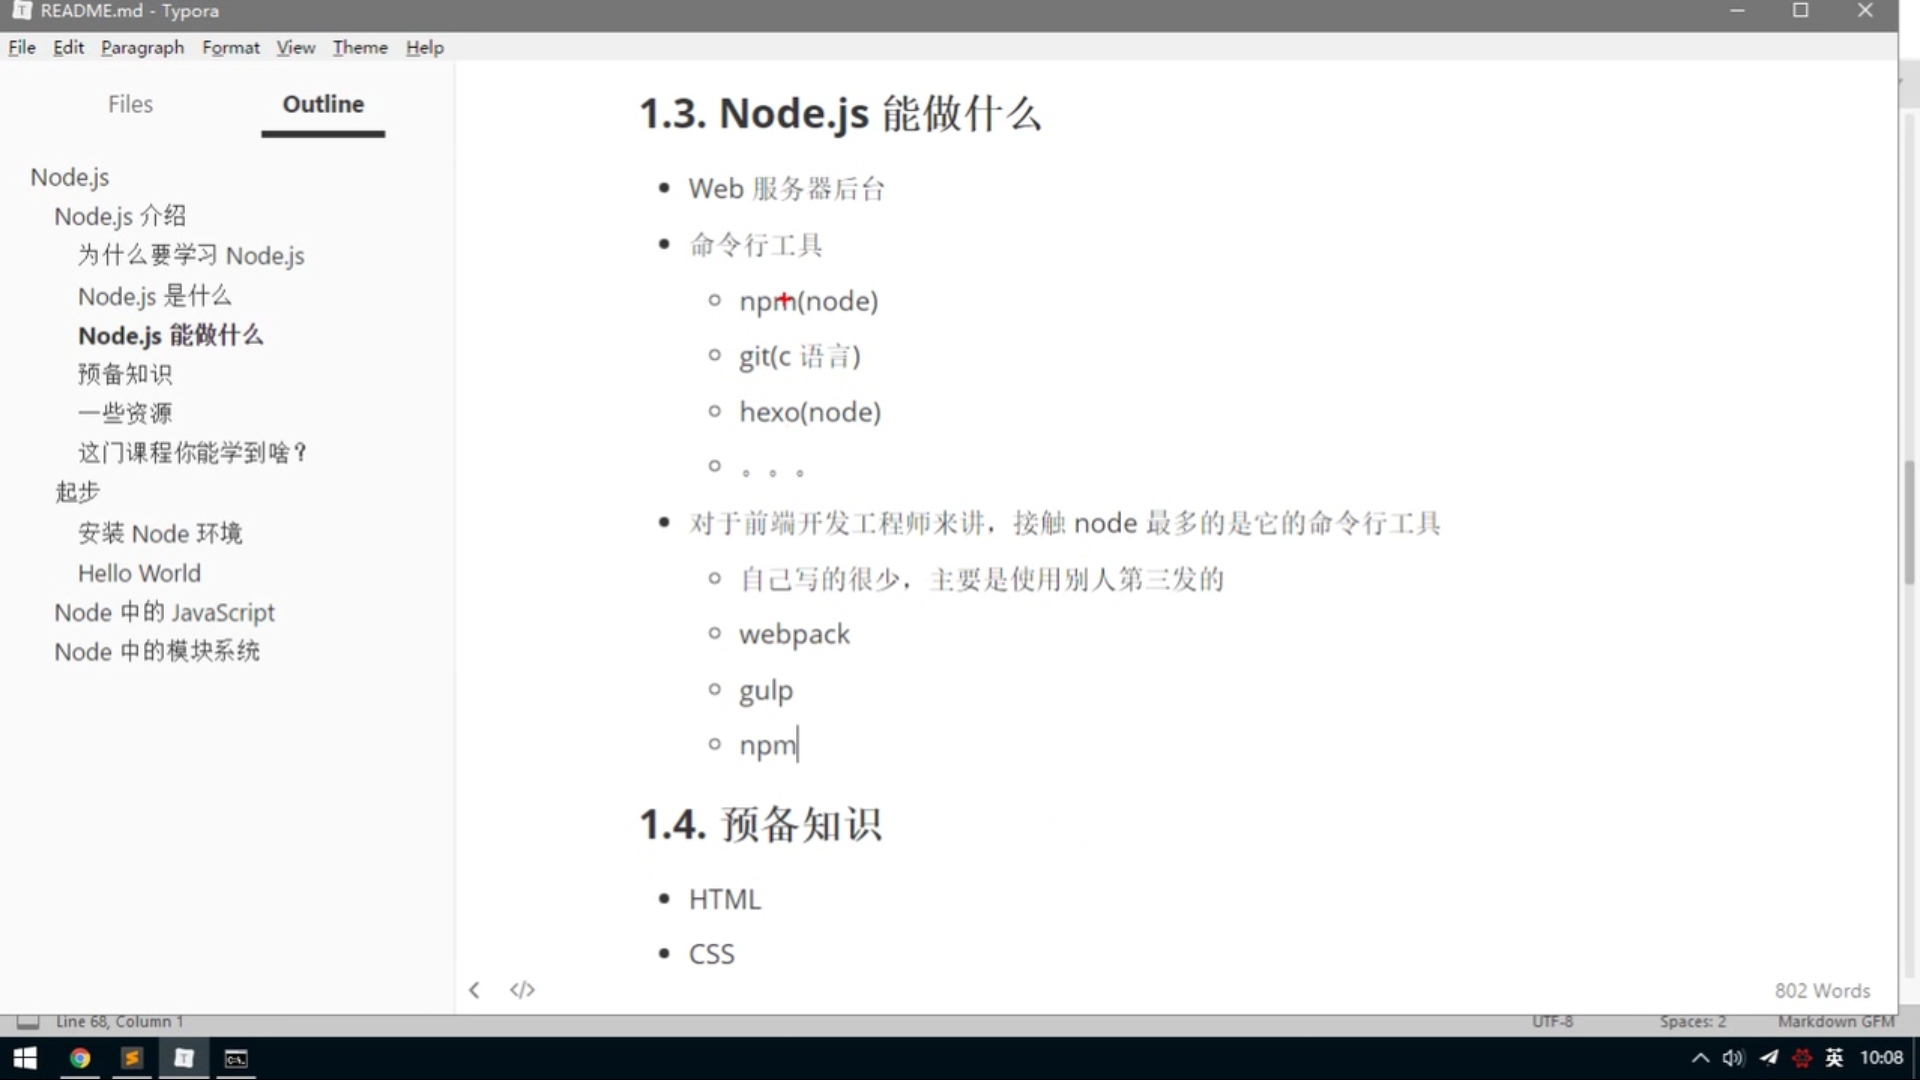 README.md - Typora
File Edit Paragraph Format View Theme Help
Files Outline
Node.js
Node.js 介绍
为什么要学习 Node.js
Node.js 是什么
Node.js 能做什么
预备知识
一些资源
这门课程你能学到啥？
起步
安装 Node 环境
Hello World
Node 中的 JavaScript
Node 中的模块系统
1.3. Node.js 能做什么
Web 服务器后台
命令行工具
npm(node)
git(c 语言)
hexo(node)
。。。
对于前端开发工程师来讲，接触 node 最多的是它的命令行工具
自己写的很少，主要是使用别人第三发的
webpack
gulp
npm
1.4. 预备知识
HTML
CSS
802 Words
Line 68, Column 1 UTF-8 Spaces: 2 Markdown GFM
英 10:08